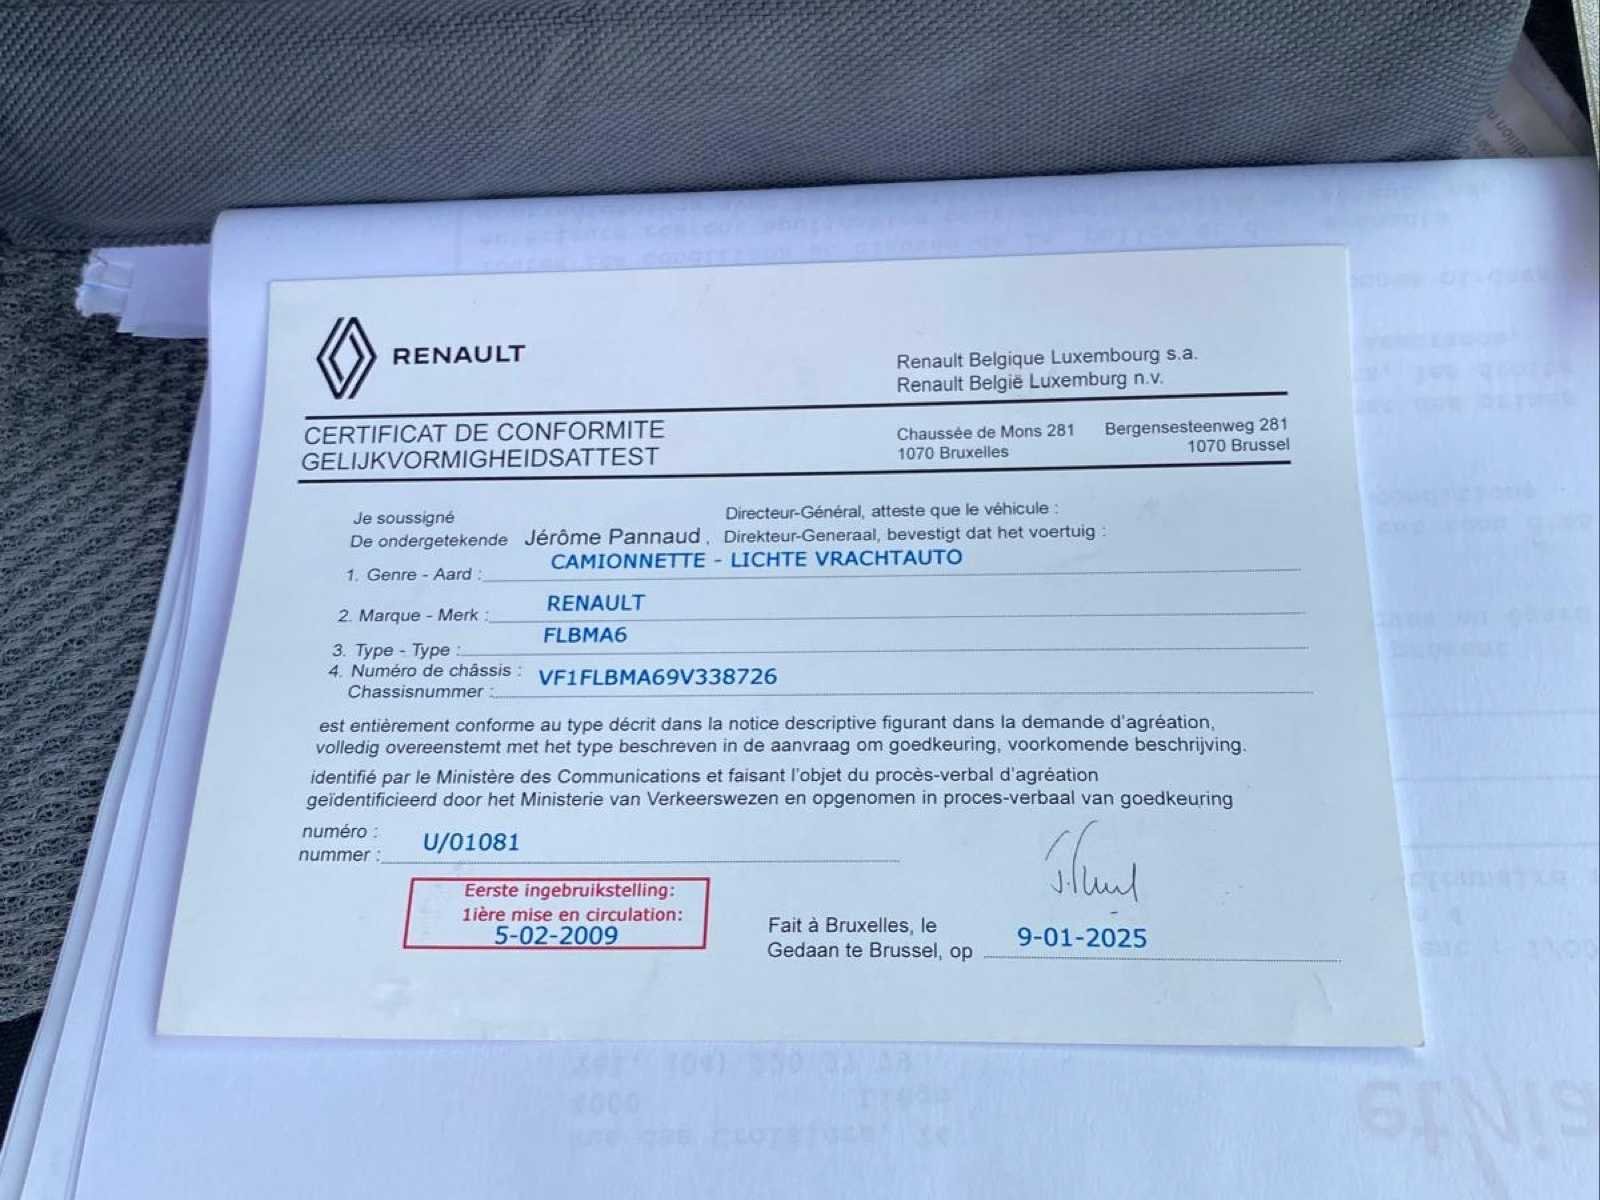 RENAULT
Renault Belgique Luxembourg s.a.
Renault België Luxemburg n.v.
CERTIFICAT DE CONFORMITE
GELIJKVORMIGHEIDSATTEST
Chaussée de Mons 281
1070 Bruxelles
Bergensesteenweg 281
1070 Brussel
Je soussigné
De ondergetekende
Jérôme Pannaud ,
Directeur-Général, atteste que le véhicule :
Direkteur-Generaal, bevestigt dat het voertuig :
1. Genre - Aard : CAMIONNETTE - LICHTE VRACHTAUTO
2. Marque - Merk : RENAULT
3. Type - Type : FLBMA6
4. Numéro de châssis : VF1FLBMA69V338726
Chassisnummer :
est entièrement conforme au type décrit dans la notice descriptive figurant dans la demande d'agréation,
volledig overeenstemt met het type beschreven in de aanvraag om goedkeuring, voorkomende beschrijving.
identifié par le Ministère des Communications et faisant l'objet du procès-verbal d'agréation
geïdentificieerd door het Ministerie van Verkeerswezen en opgenomen in proces-verbaal van goedkeuring
numéro :
nummer : U/01081
Eerste ingebruikstelling:
1ière mise en circulation:
5-02-2009
Fait à Bruxelles, le
Gedaan te Brussel, op 9-01-2025